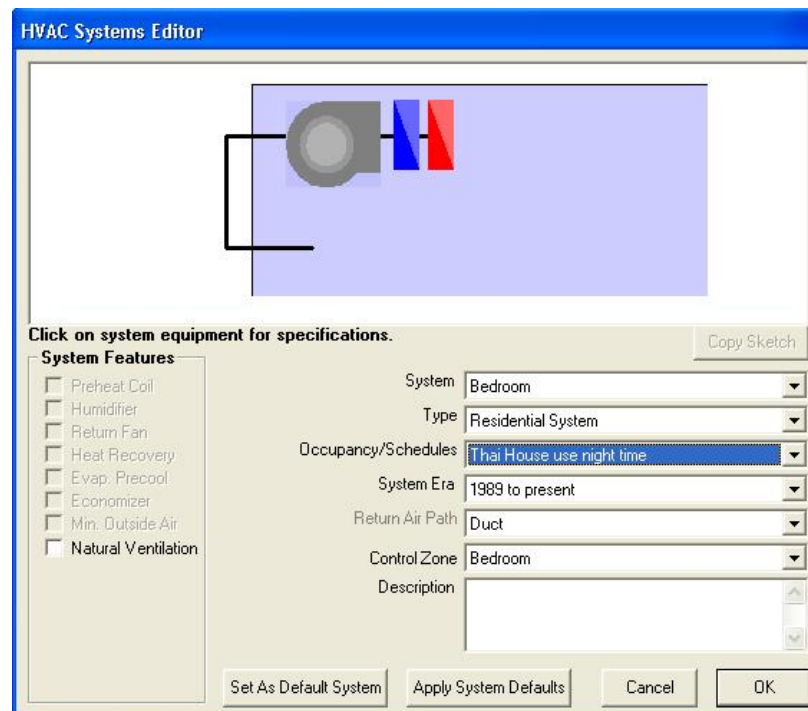 HVAC Systems Editor
Click on system equipment for specifications.
Copy Sketch
System Features
Preheat Coil
Humidifier
Return Fan
Heat Recovery
Evap. Precool
Economizer
Min. Outside Air
Natural Ventilation
System Bedroom
Type Residential System
Occupancy/Schedules Thai House use night time
System Era 1989 to present
Return Air Path Duct
Control Zone Bedroom
Description
Set As Default System Apply System Defaults Cancel OK